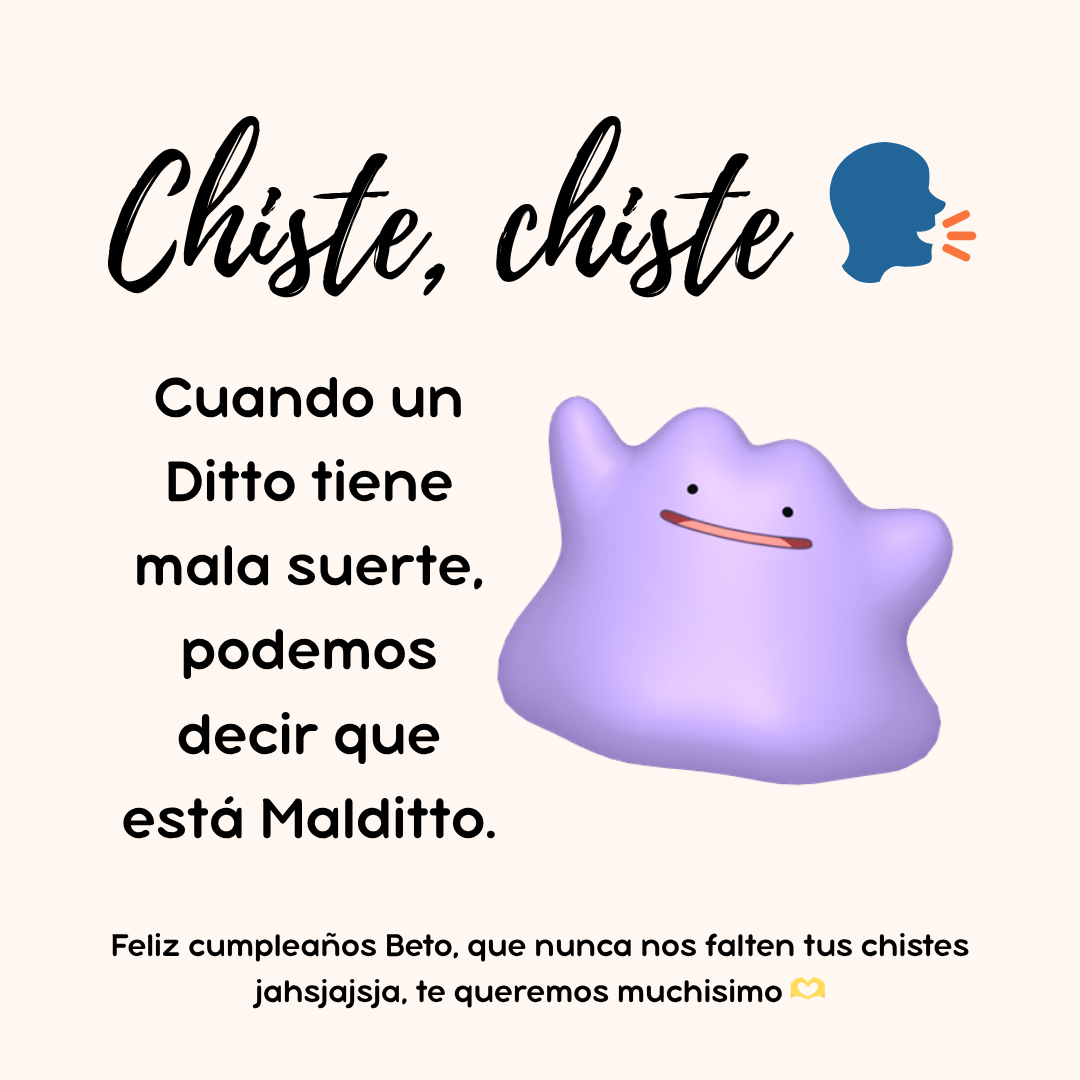 Chiste, chiste
Cuando un
Ditto tiene
mala suerte,
podemos
decir que
está Malditto.
Feliz cumpleaños Beto, que nunca nos falten tus chistes
jahsjajsja, te queremos muchisimo 🫶